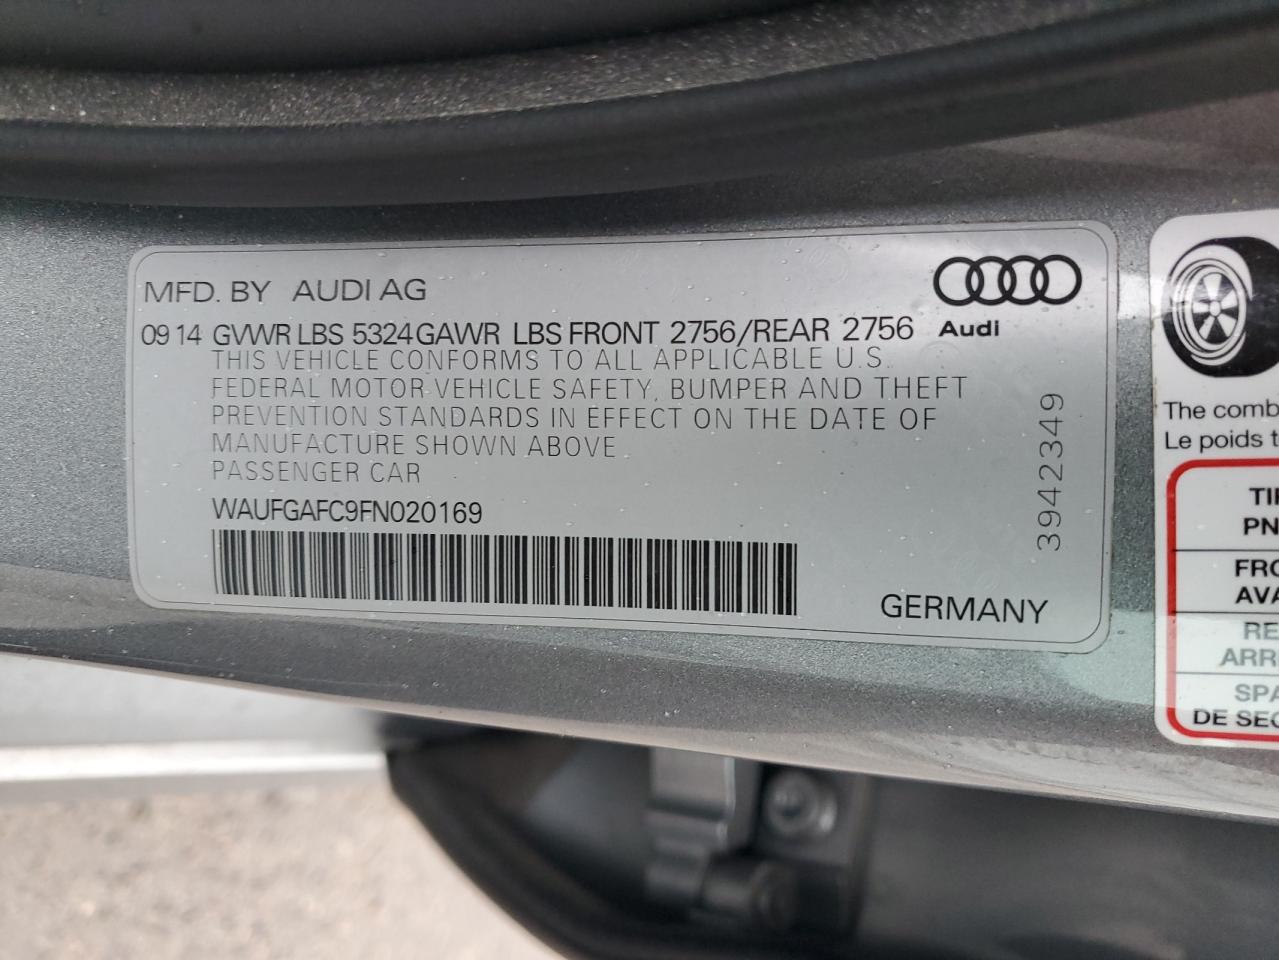 MFD. BY AUDI AG
Audi
09 14 GVWR LBS 5324 GAWR LBS FRONT 2756/REAR 2756
THIS VEHICLE CONFORMS TO ALL APPLICABLE U.S.
FEDERAL MOTOR VEHICLE SAFETY, BUMPER AND THEFT
PREVENTION STANDARDS IN EFFECT ON THE DATE OF
MANUFACTURE SHOWN ABOVE
PASSENGER CAR
WAUFGAFC9FN020169
GERMANY
3942349
The
Le poids
DE